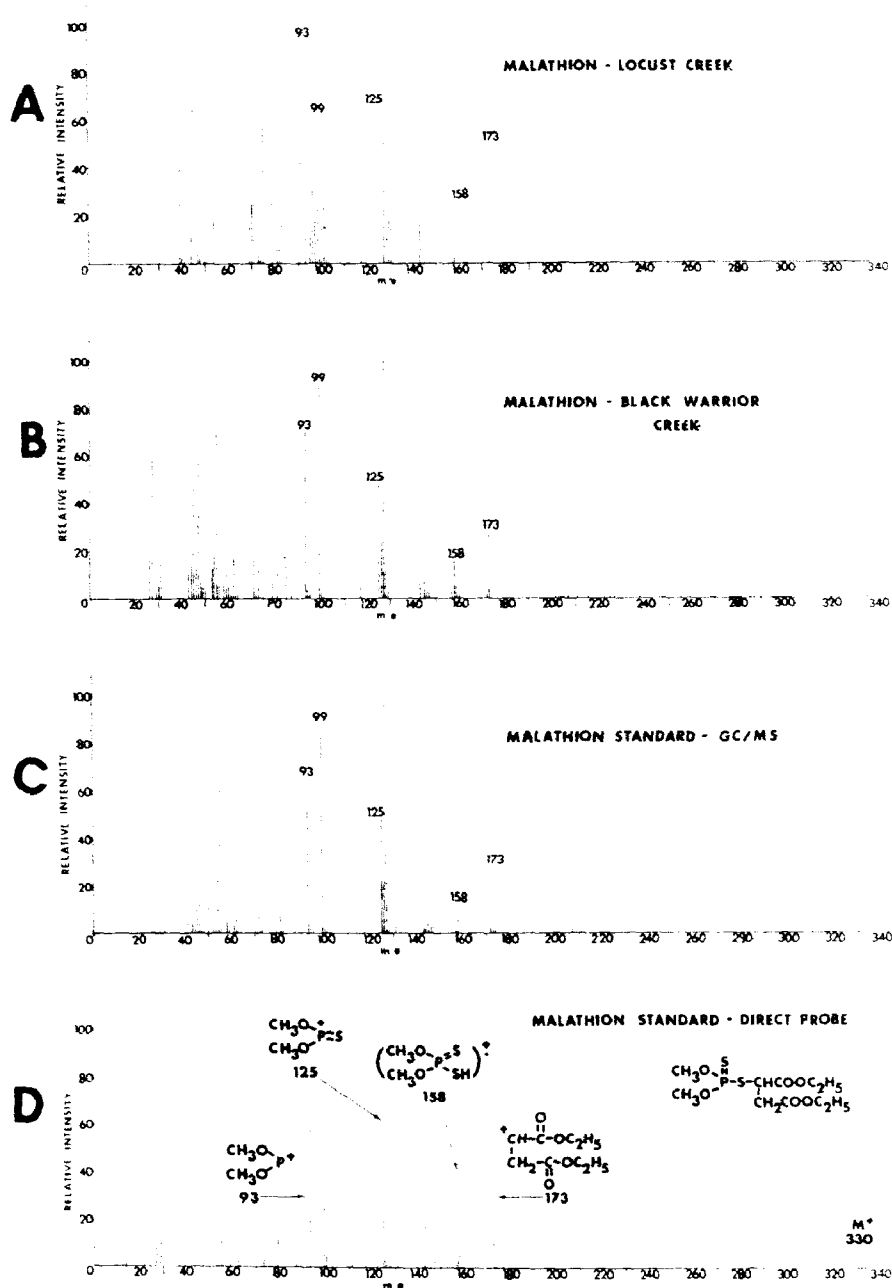 A
RELATIVE INTENSITY
100
80
60
40
20
93
99
125
158
173
MALATHION - LOCUST CREEK
0 20 40 60 80 100 120 140 160 180 200 220 240 260 280 300 320 340
m e
B
RELATIVE INTENSITY
100
80
60
40
20
0
99
93
125
158
173
MALATHION - BLACK WARRIOR
CREEK
0 20 40 60 80 100 120 140 160 180 200 220 240 260 280 300 320 340
m e
C
RELATIVE INTENSITY
100
80
60
40
20
0
99
93
125
158
173
MALATHION STANDARD - GC/MS
0 20 40 60 80 100 120 140 160 180 200 220 240 260 280 300 320 340
m e
D
RELATIVE INTENSITY
100
80
60
40
20
0
MALATHION STANDARD - DIRECT PROBE
CH3O
CH3O
P=S
+
125
(CH3O
CH3O
P
S
SH)
+
158
S
CH3O
CH3O
P-S-CHCOOC2H5
CH2COOC2H5
CH3O
CH3O
P+
93
+
O
CH-C-OC2H5
CH2-C-OC2H5
O
173
M+
330
0 20 40 60 80 100 120 140 160 180 200 220 240 260 280 300 320 340
m e